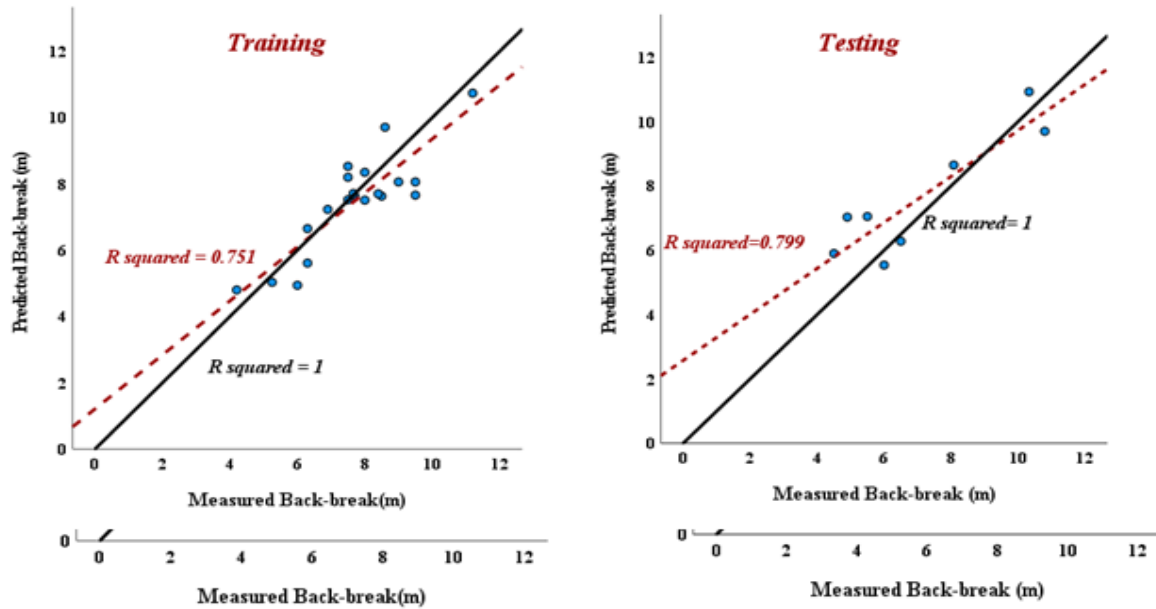 Training
12
10
8
6
4
2
0
Predicted Back-break (m)
R squared = 0.751
R squared = 1
0 2 4 6 8 10 12
Measured Back-break(m)
Testing
12
10
8
6
4
2
0
Predicted Back-break (m)
R squared=0.799
R squared= 1
0 2 4 6 8 10 12
Measured Back-break (m)
0
0 2 4 6 8 10 12
Measured Back-break(m)
0
0 2 4 6 8 10 12
Measured Back-break (m)